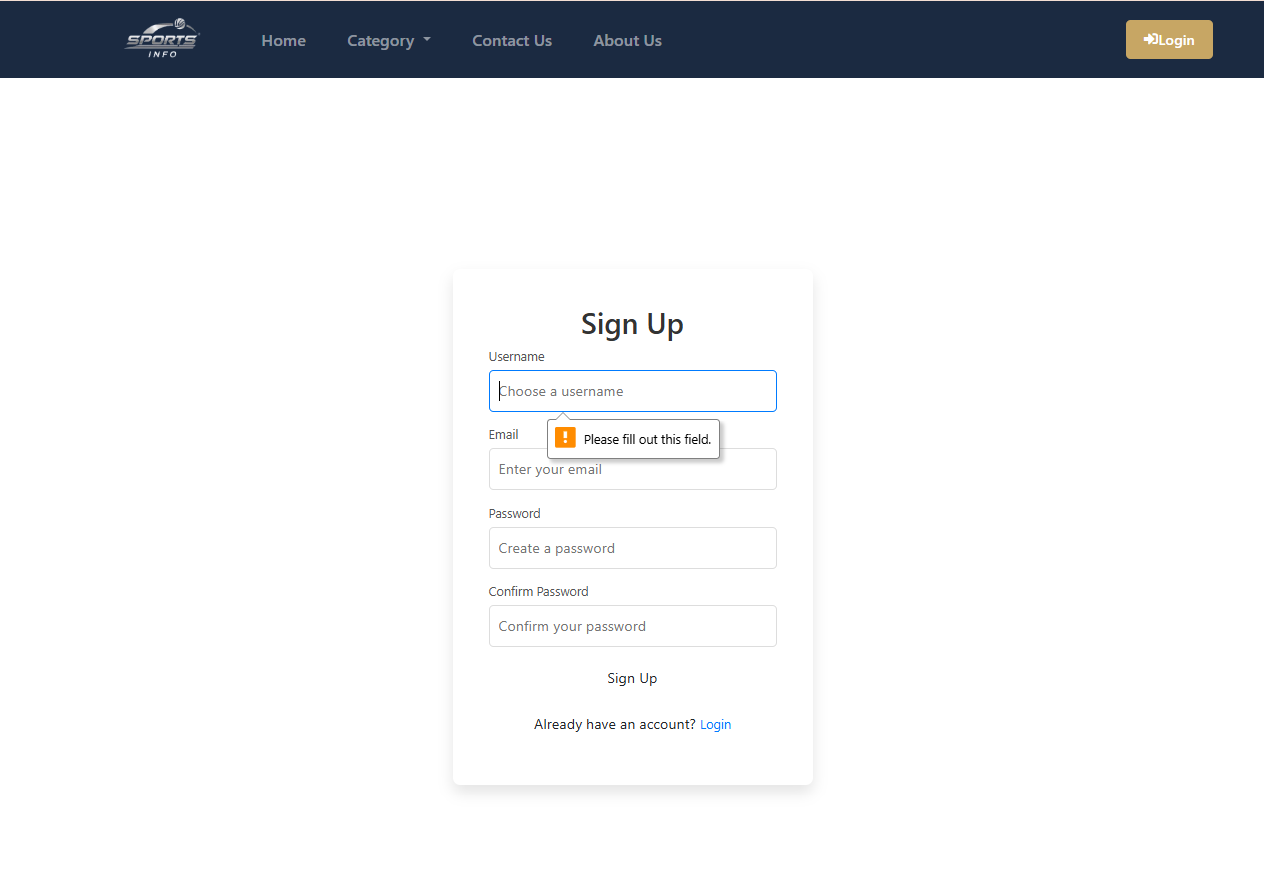 SPORTS
INFO
Home Category Contact Us About Us Login
Sign Up
Username
Choose a username
Please fill out this field.
Email
Enter your email
Password
Create a password
Confirm Password
Confirm your password
Sign Up
Already have an account? Login